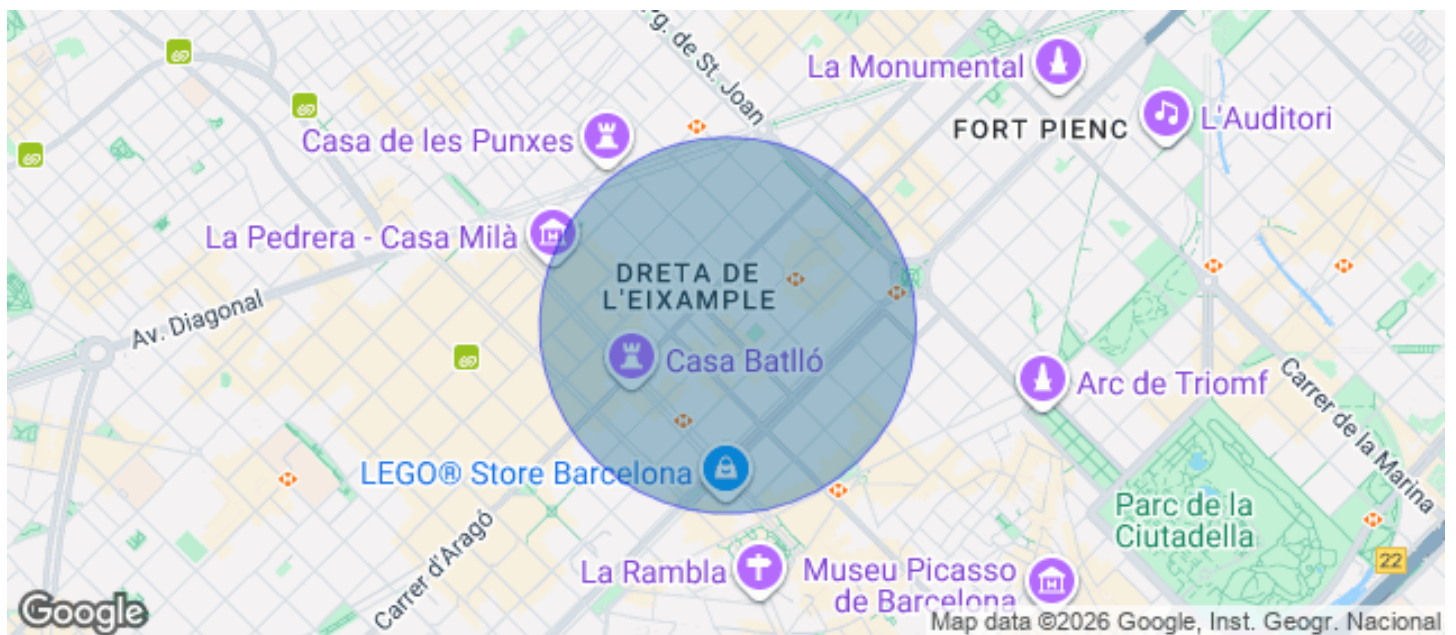 Pg. de St. Joan
La Monumental
L'Auditori
FORT PIENC
Casa de les Punxes
La Pedrera - Casa Milà
DRETA DE
L'EIXAMPLE
Av. Diagonal
Casa Batlló
Arc de Triomf
Carrer de la Marina
LEGO® Store Barcelona
Carrer d'Aragó
Parc de la
Ciutadella
La Rambla
Museu Picasso
de Barcelona
22
Google
Map data ©2026 Google, Inst. Geogr. Nacional